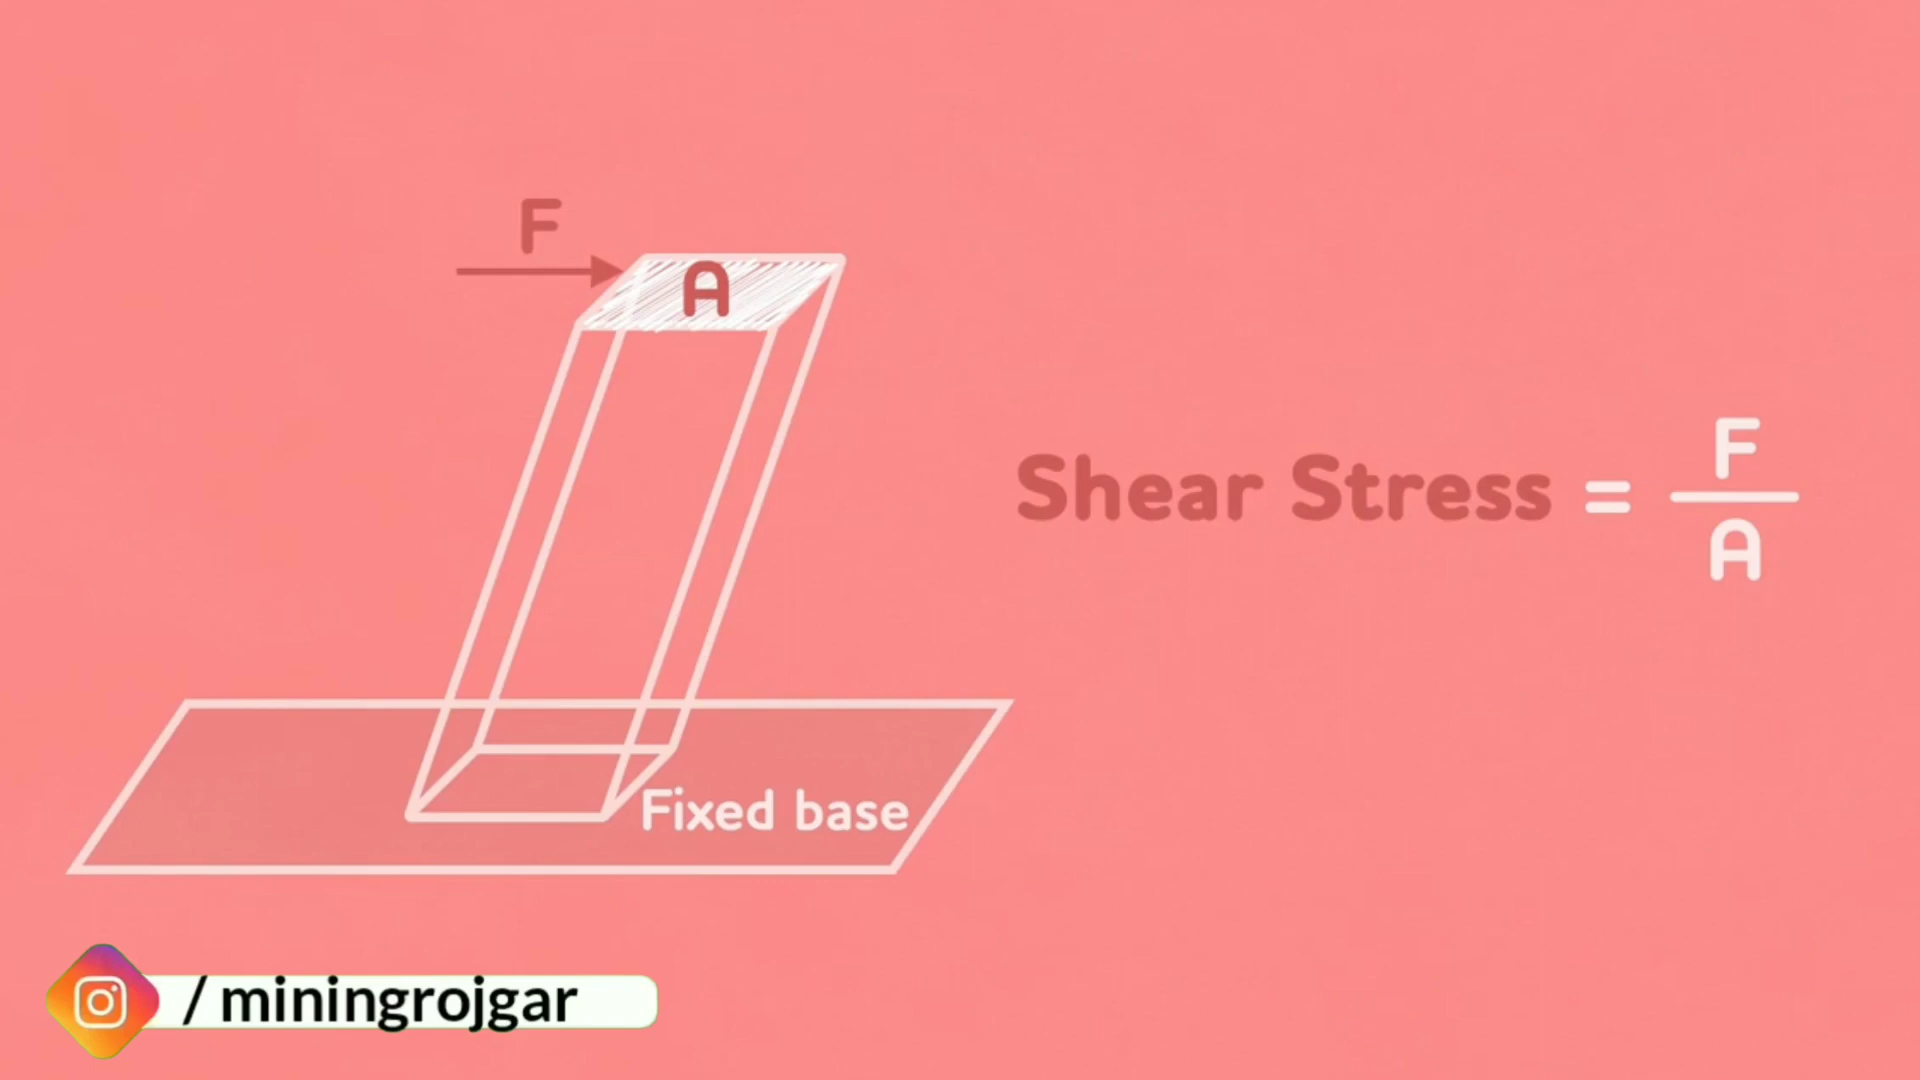 F
A
Shear Stress = F
A
Fixed base
/ miningrojgar